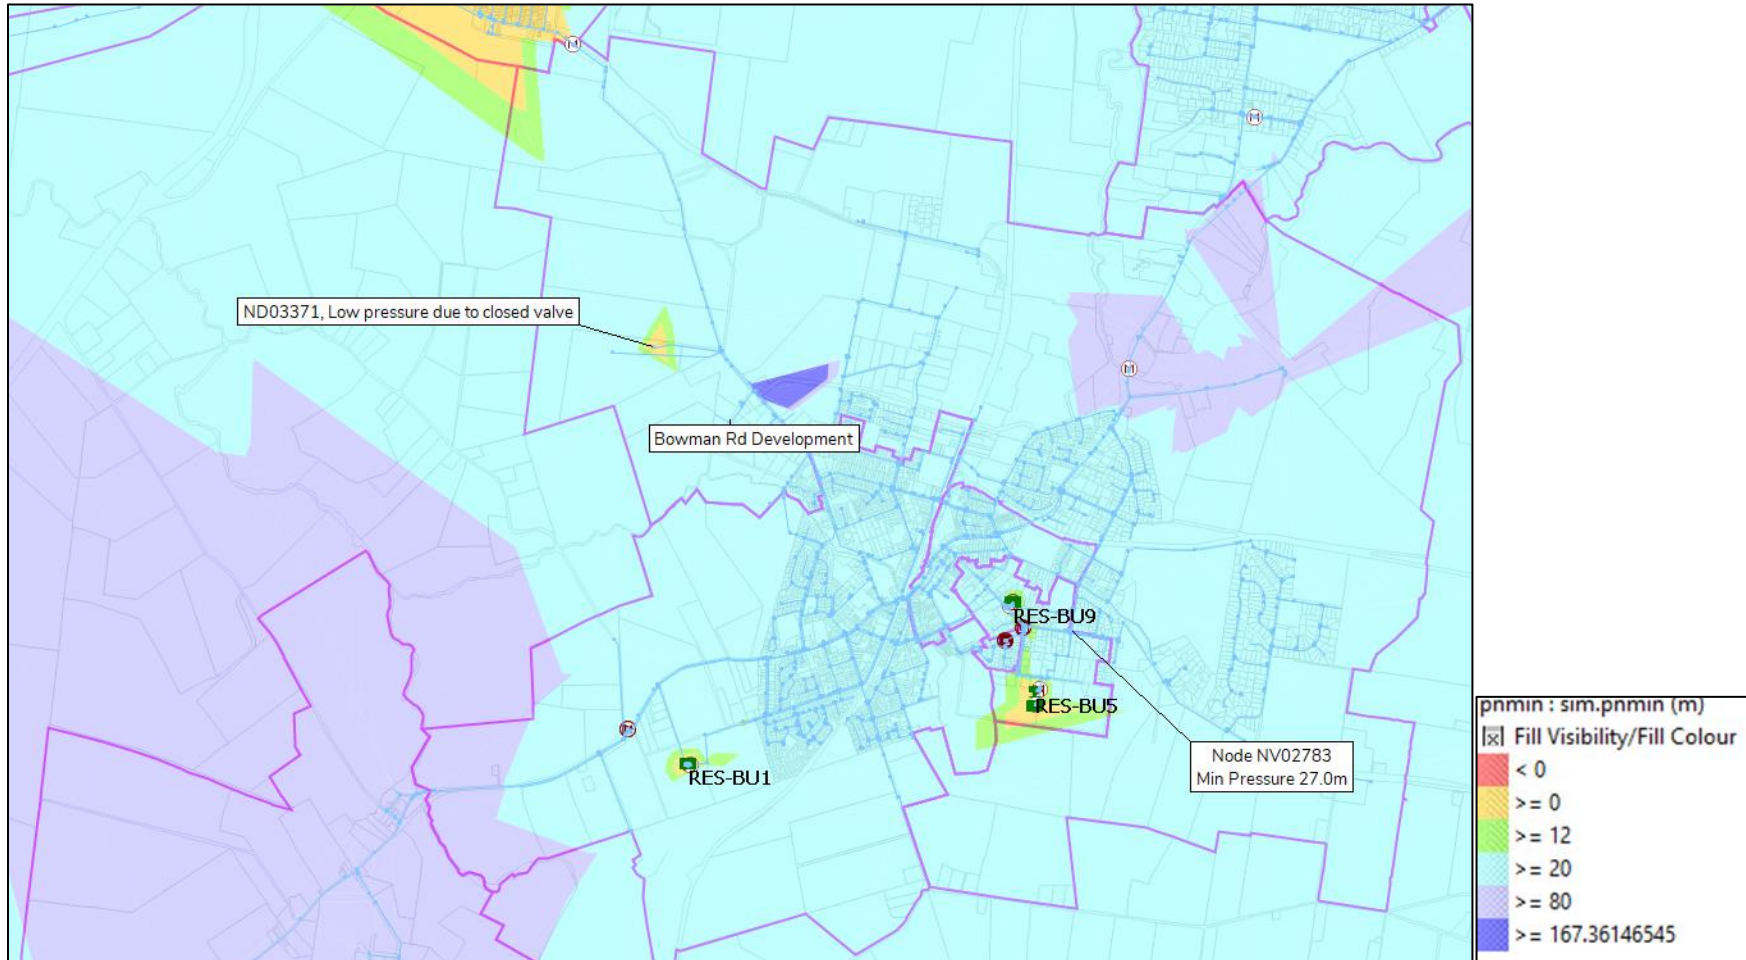 ND03371, Low pressure due to closed valve
Bowman Rd Development
RES-BU9
RES-BU5
Node NV02783
Min Pressure 27.0m
RES-BU1
M
M
M
M
pnmin : sim.pnmin (m)
Fill Visibility/Fill Colour
< 0
>= 0
>= 12
>= 20
>= 80
>= 167.36146545